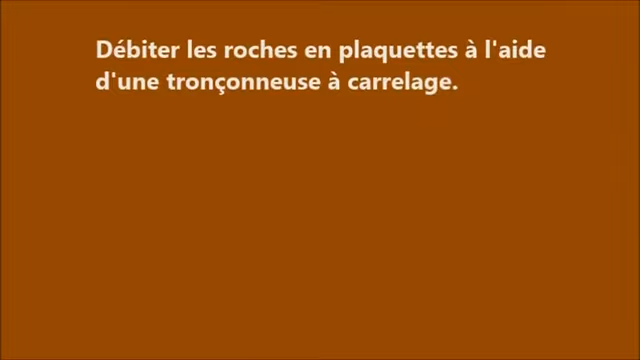 Débiter les roches en plaquettes à l'aide
d'une tronçonneuse à carrelage.